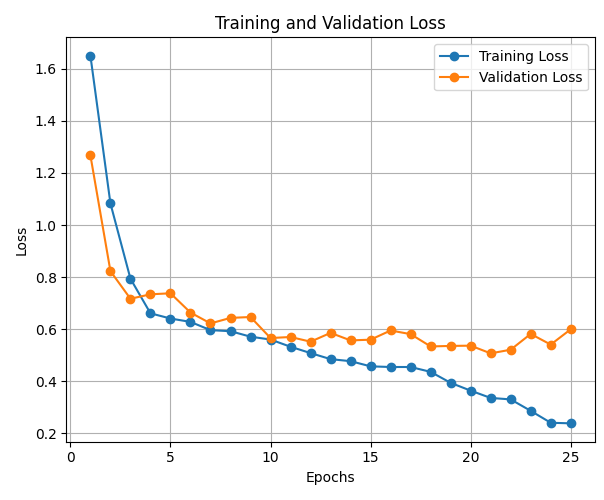 Training and Validation Loss
Training Loss
Validation Loss
1.6
1.4
1.2
1.0
0.8
0.6
0.4
0.2
Loss
0 5 10 15 20 25
Epochs